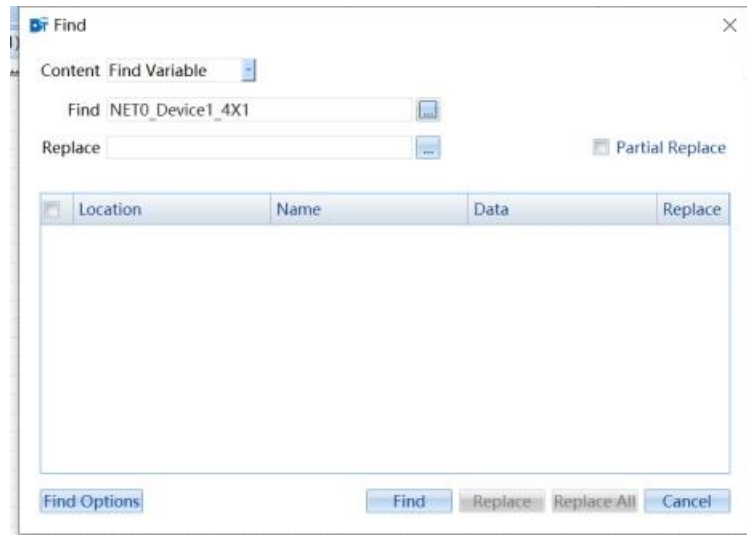 Find
Content Find Variable
Find NET0_Device1_4X1 ...
Replace ... Partial Replace
Location Name Data Replace
Find Options Find Replace Replace All Cancel